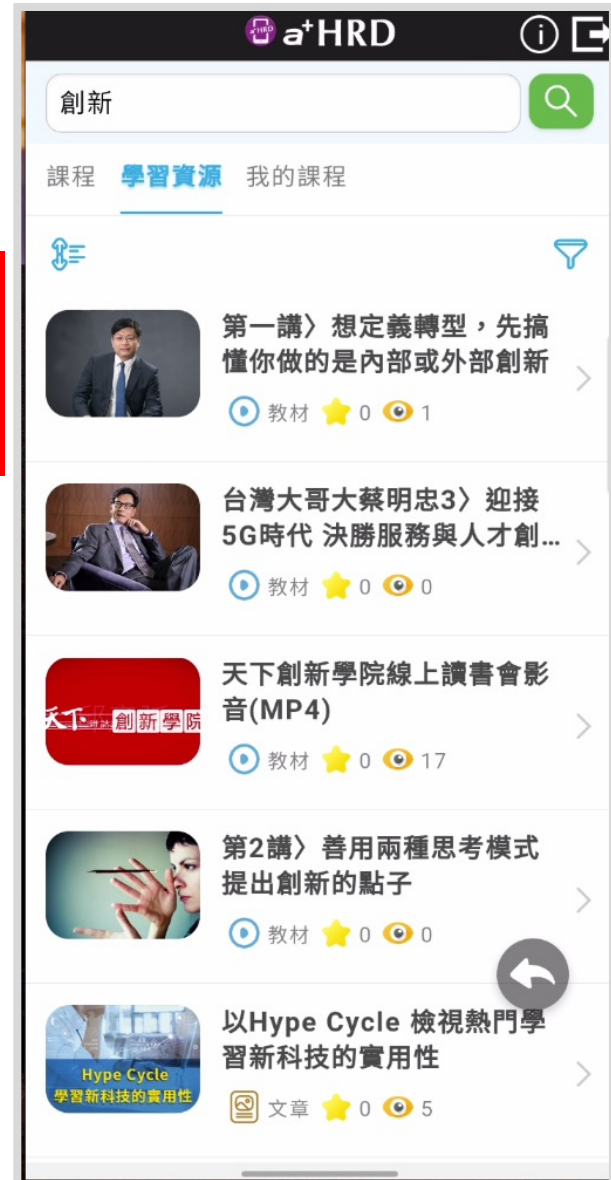 a⁺HRD
創新
課程 學習資源 我的課程
第一講〉想定義轉型，先搞
懂你做的是內部或外部創新
教材 0 1
台灣大哥大蔡明忠3〉迎接
5G時代 決勝服務與人才創...
教材 0 0
天下 創新學院
天下創新學院線上讀書會影
音(MP4)
教材 0 17
第2講〉善用兩種思考模式
提出創新的點子
教材 0 0
Hype Cycle
學習新科技的實用性
以Hype Cycle 檢視熱門學
習新科技的實用性
文章 0 5